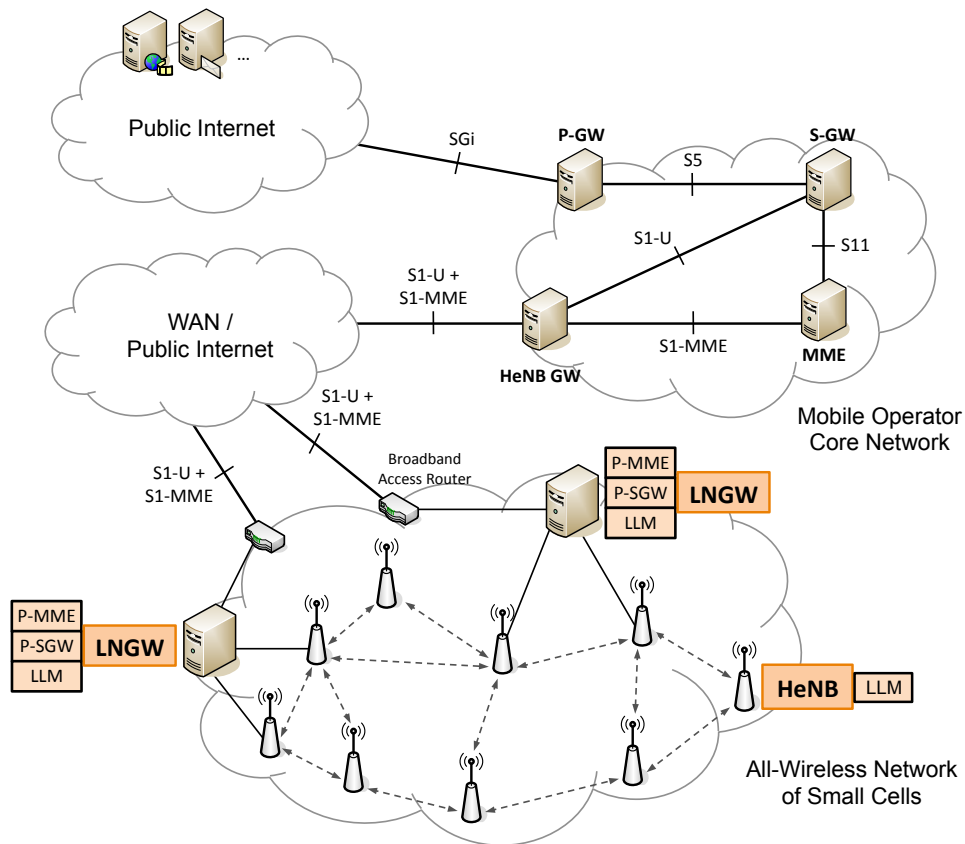 ...
Public Internet
SGi
P-GW
S-GW
S5
S1-U
S11
S1-U +
S1-MME
WAN /
Public Internet
HeNB GW
S1-MME
MME
Mobile Operator
Core Network
S1-U +
S1-MME
S1-U +
S1-MME
Broadband
Access Router
P-MME
P-SGW
LLM
LNGW
P-MME
P-SGW
LLM
LNGW
HeNB
LLM
All-Wireless Network
of Small Cells